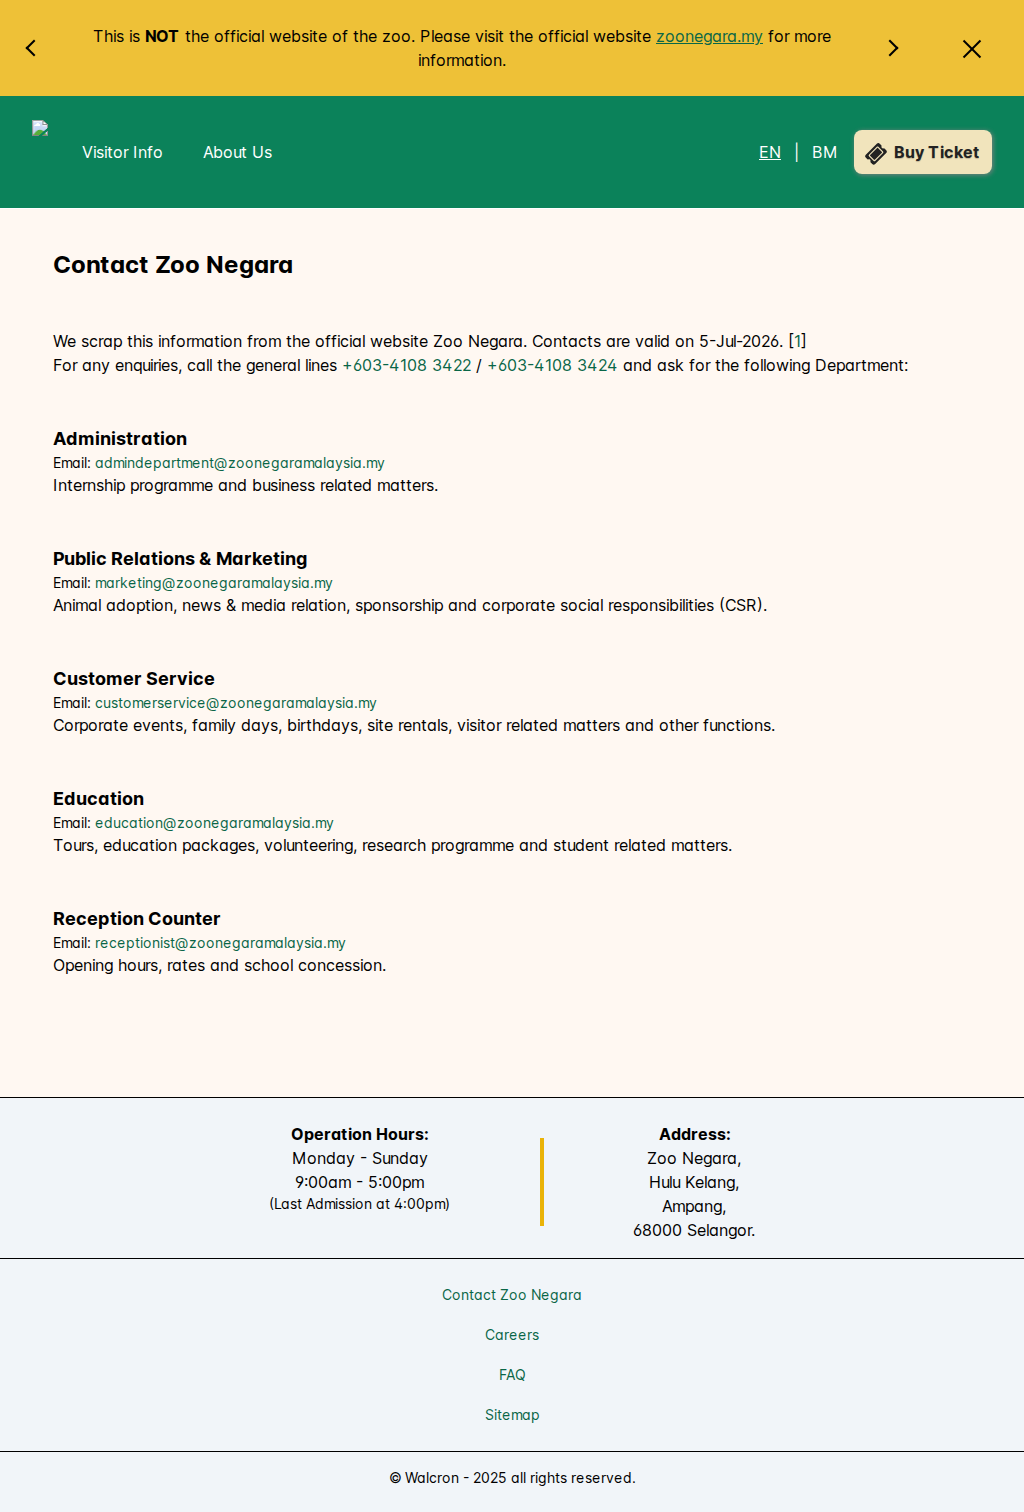 This is NOT the official website of the zoo. Please visit the official website zoonegara.my for more
information.
Visitor Info
About Us
EN | BM
Buy Ticket
Contact Zoo Negara
We scrap this information from the official website Zoo Negara. Contacts are valid on 5-Jul-2026. [1]
For any enquiries, call the general lines +603-4108 3422 / +603-4108 3424 and ask for the following Department:
Administration
Email: admindepartment@zoonegaramalaysia.my
Internship programme and business related matters.
Public Relations & Marketing
Email: marketing@zoonegaramalaysia.my
Animal adoption, news & media relation, sponsorship and corporate social responsibilities (CSR).
Customer Service
Email: customerservice@zoonegaramalaysia.my
Corporate events, family days, birthdays, site rentals, visitor related matters and other functions.
Education
Email: education@zoonegaramalaysia.my
Tours, education packages, volunteering, research programme and student related matters.
Reception Counter
Email: receptionist@zoonegaramalaysia.my
Opening hours, rates and school concession.
Operation Hours:
Monday - Sunday
9:00am - 5:00pm
(Last Admission at 4:00pm)
Address:
Zoo Negara,
Hulu Kelang,
Ampang,
68000 Selangor.
Contact Zoo Negara
Careers
FAQ
Sitemap
© Walcron - 2025 all rights reserved.